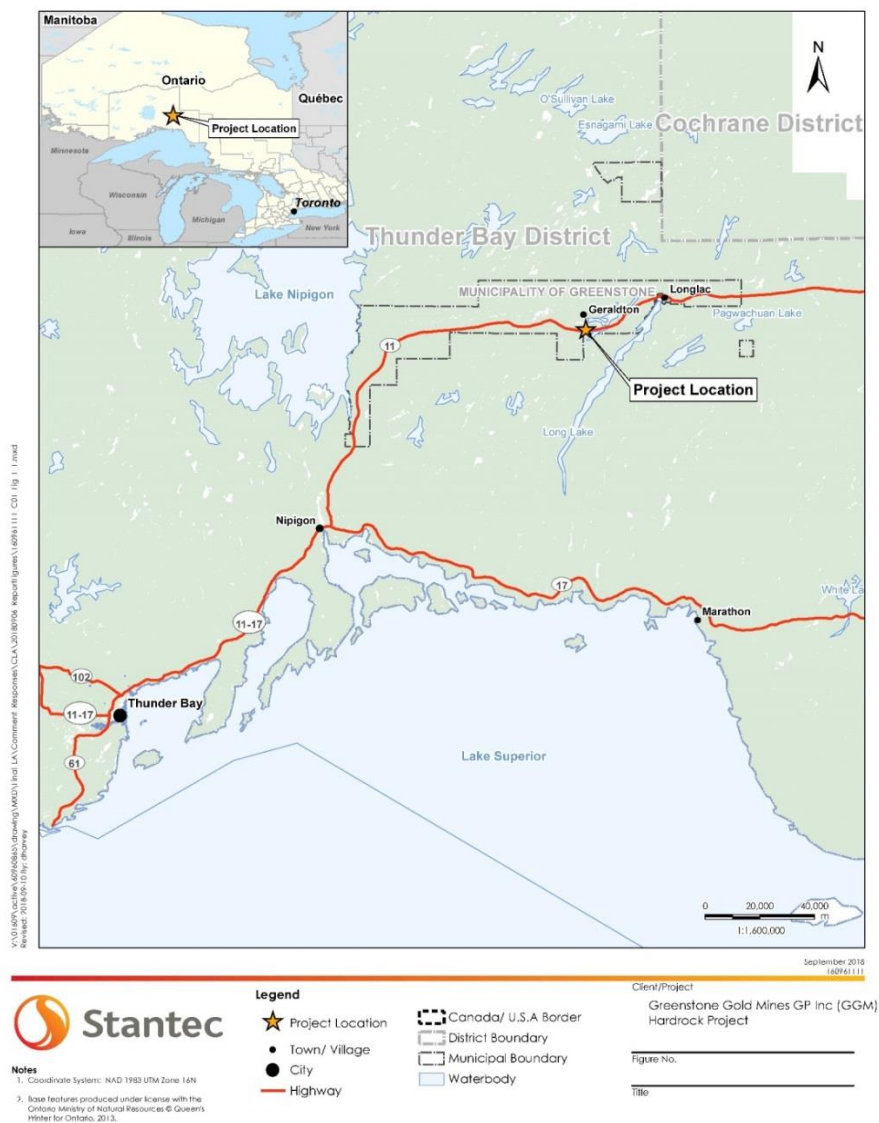 Manitoba
Ontario
Québec
Project Location
Minnesota
Wisconsin
Michigan
Toronto
Iowa
Illinois
New York
N
O'Sullivan Lake
Esnagami Lake
Cochrane District
Thunder Bay District
Lake Nipigon
MUNICIPALITY OF GREENSTONE
Longlac
Geraldton
Pagwachuan Lake
11
Project Location
Long Lake
Nipigon
17
White La
Marathon
11-17
102
Thunder Bay
11-17
61
Lake Superior
0 20,000 40,000
m
1:1,600,000
Revised: 2018-09-10 By: dharvey
September 2018
160961111
Stantec
Notes
1. Coordinate System: NAD 1983 UTM Zone 16N
2. Base features produced under license with the
Ontario Ministry of Natural Resources © Queen's
Printer for Ontario, 2013.
Legend
Project Location
Town/ Village
City
Highway
Canada/ U.S.A Border
District Boundary
Municipal Boundary
Waterbody
Client/Project
Greenstone Gold Mines GP Inc (GGM)
Hardrock Project
Figure No.
Title